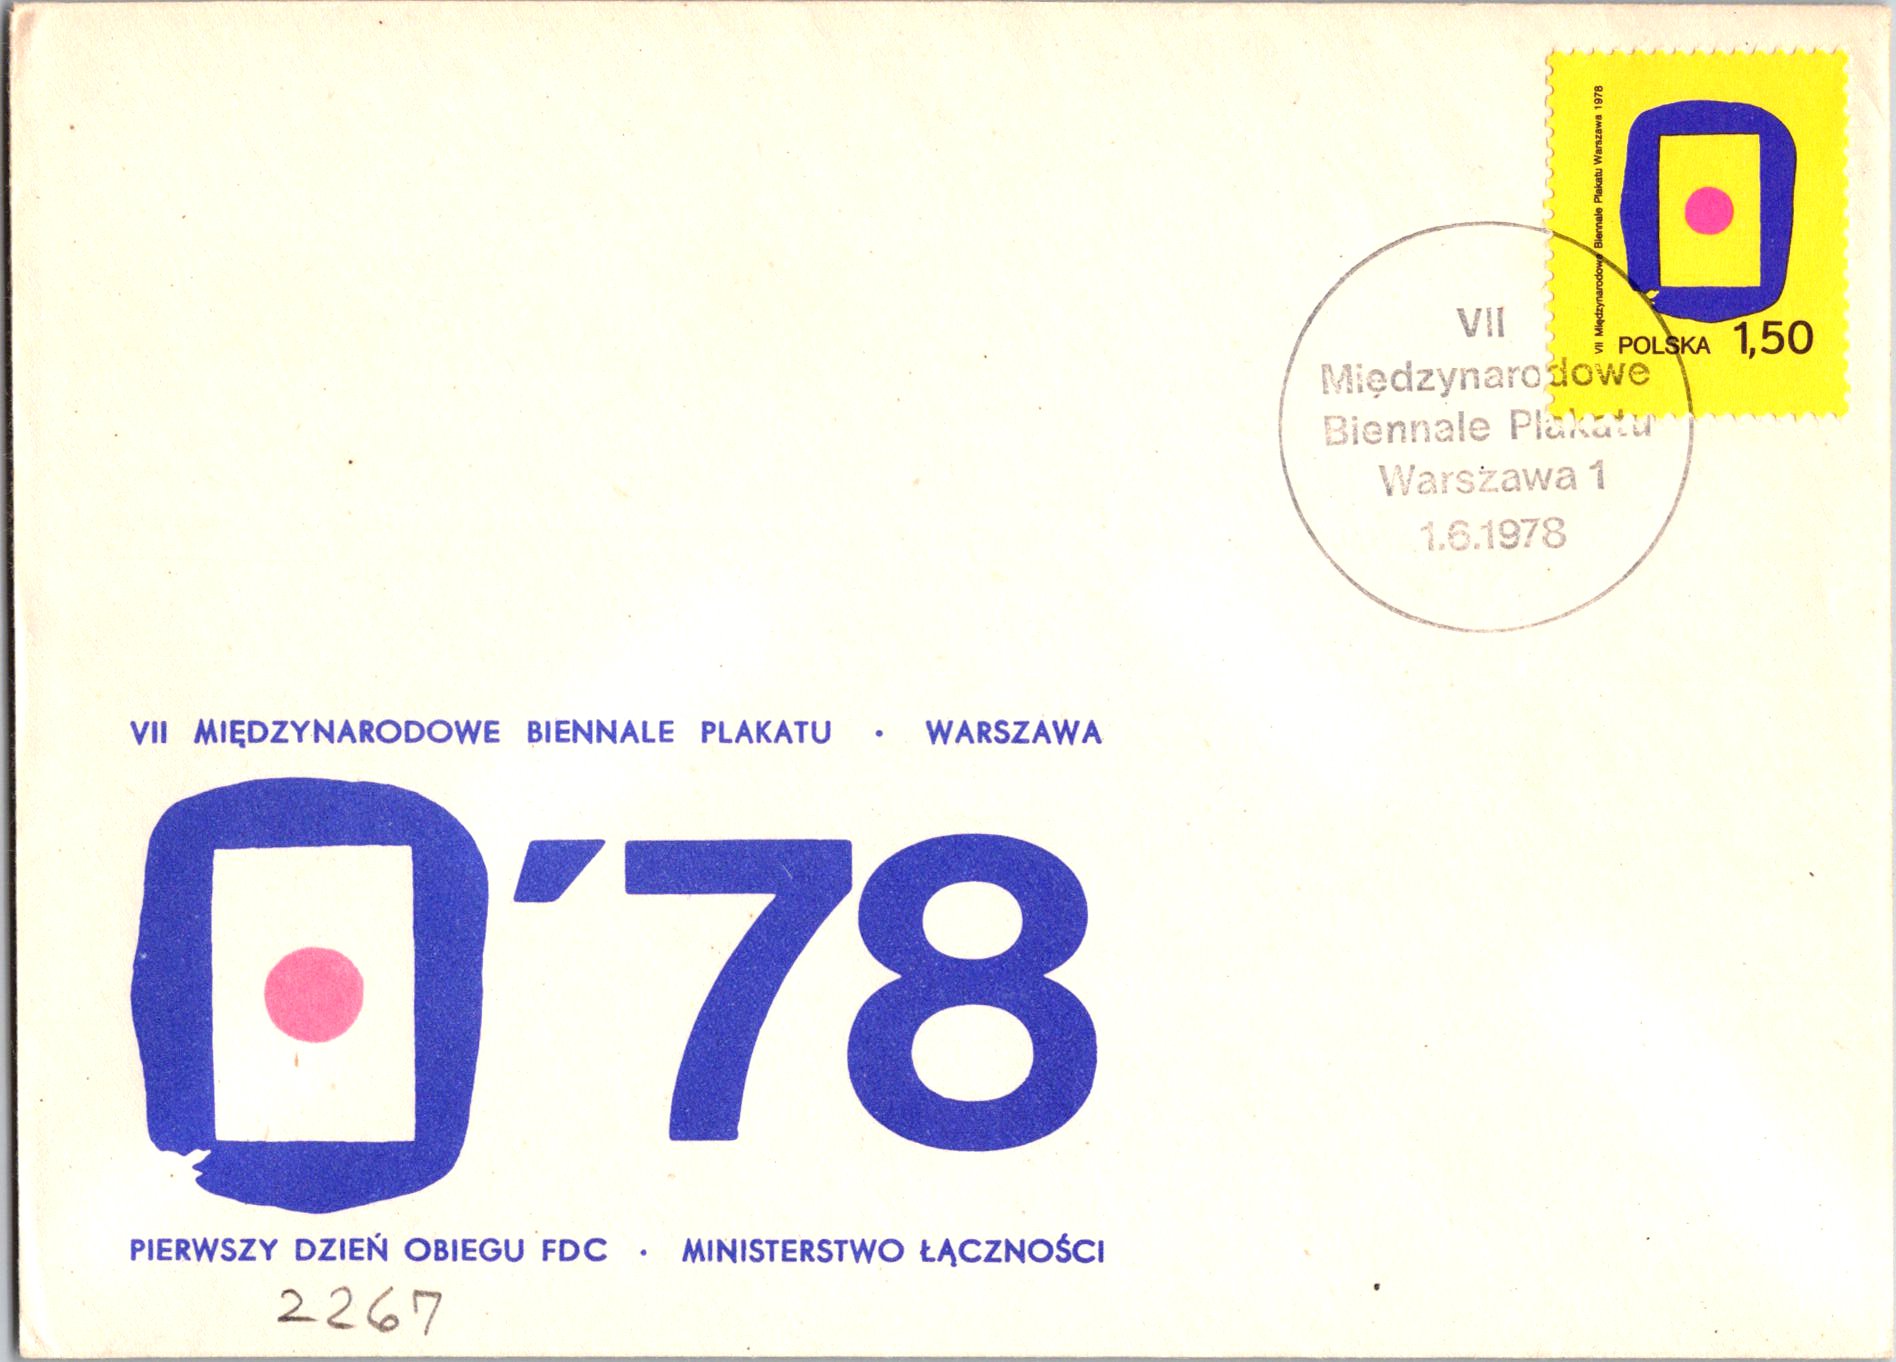 VII Międzynarodowe Biennale Plakatu Warszawa 1978
POLSKA 1,50
VII
Międzynarodowe
Biennale Plakatu
Warszawa 1
1.6.1978
VII MIĘDZYNARODOWE BIENNALE PLAKATU • WARSZAWA
'78
PIERWSZY DZIEŃ OBIEGU FDC • MINISTERSTWO ŁĄCZNOŚCI
2267